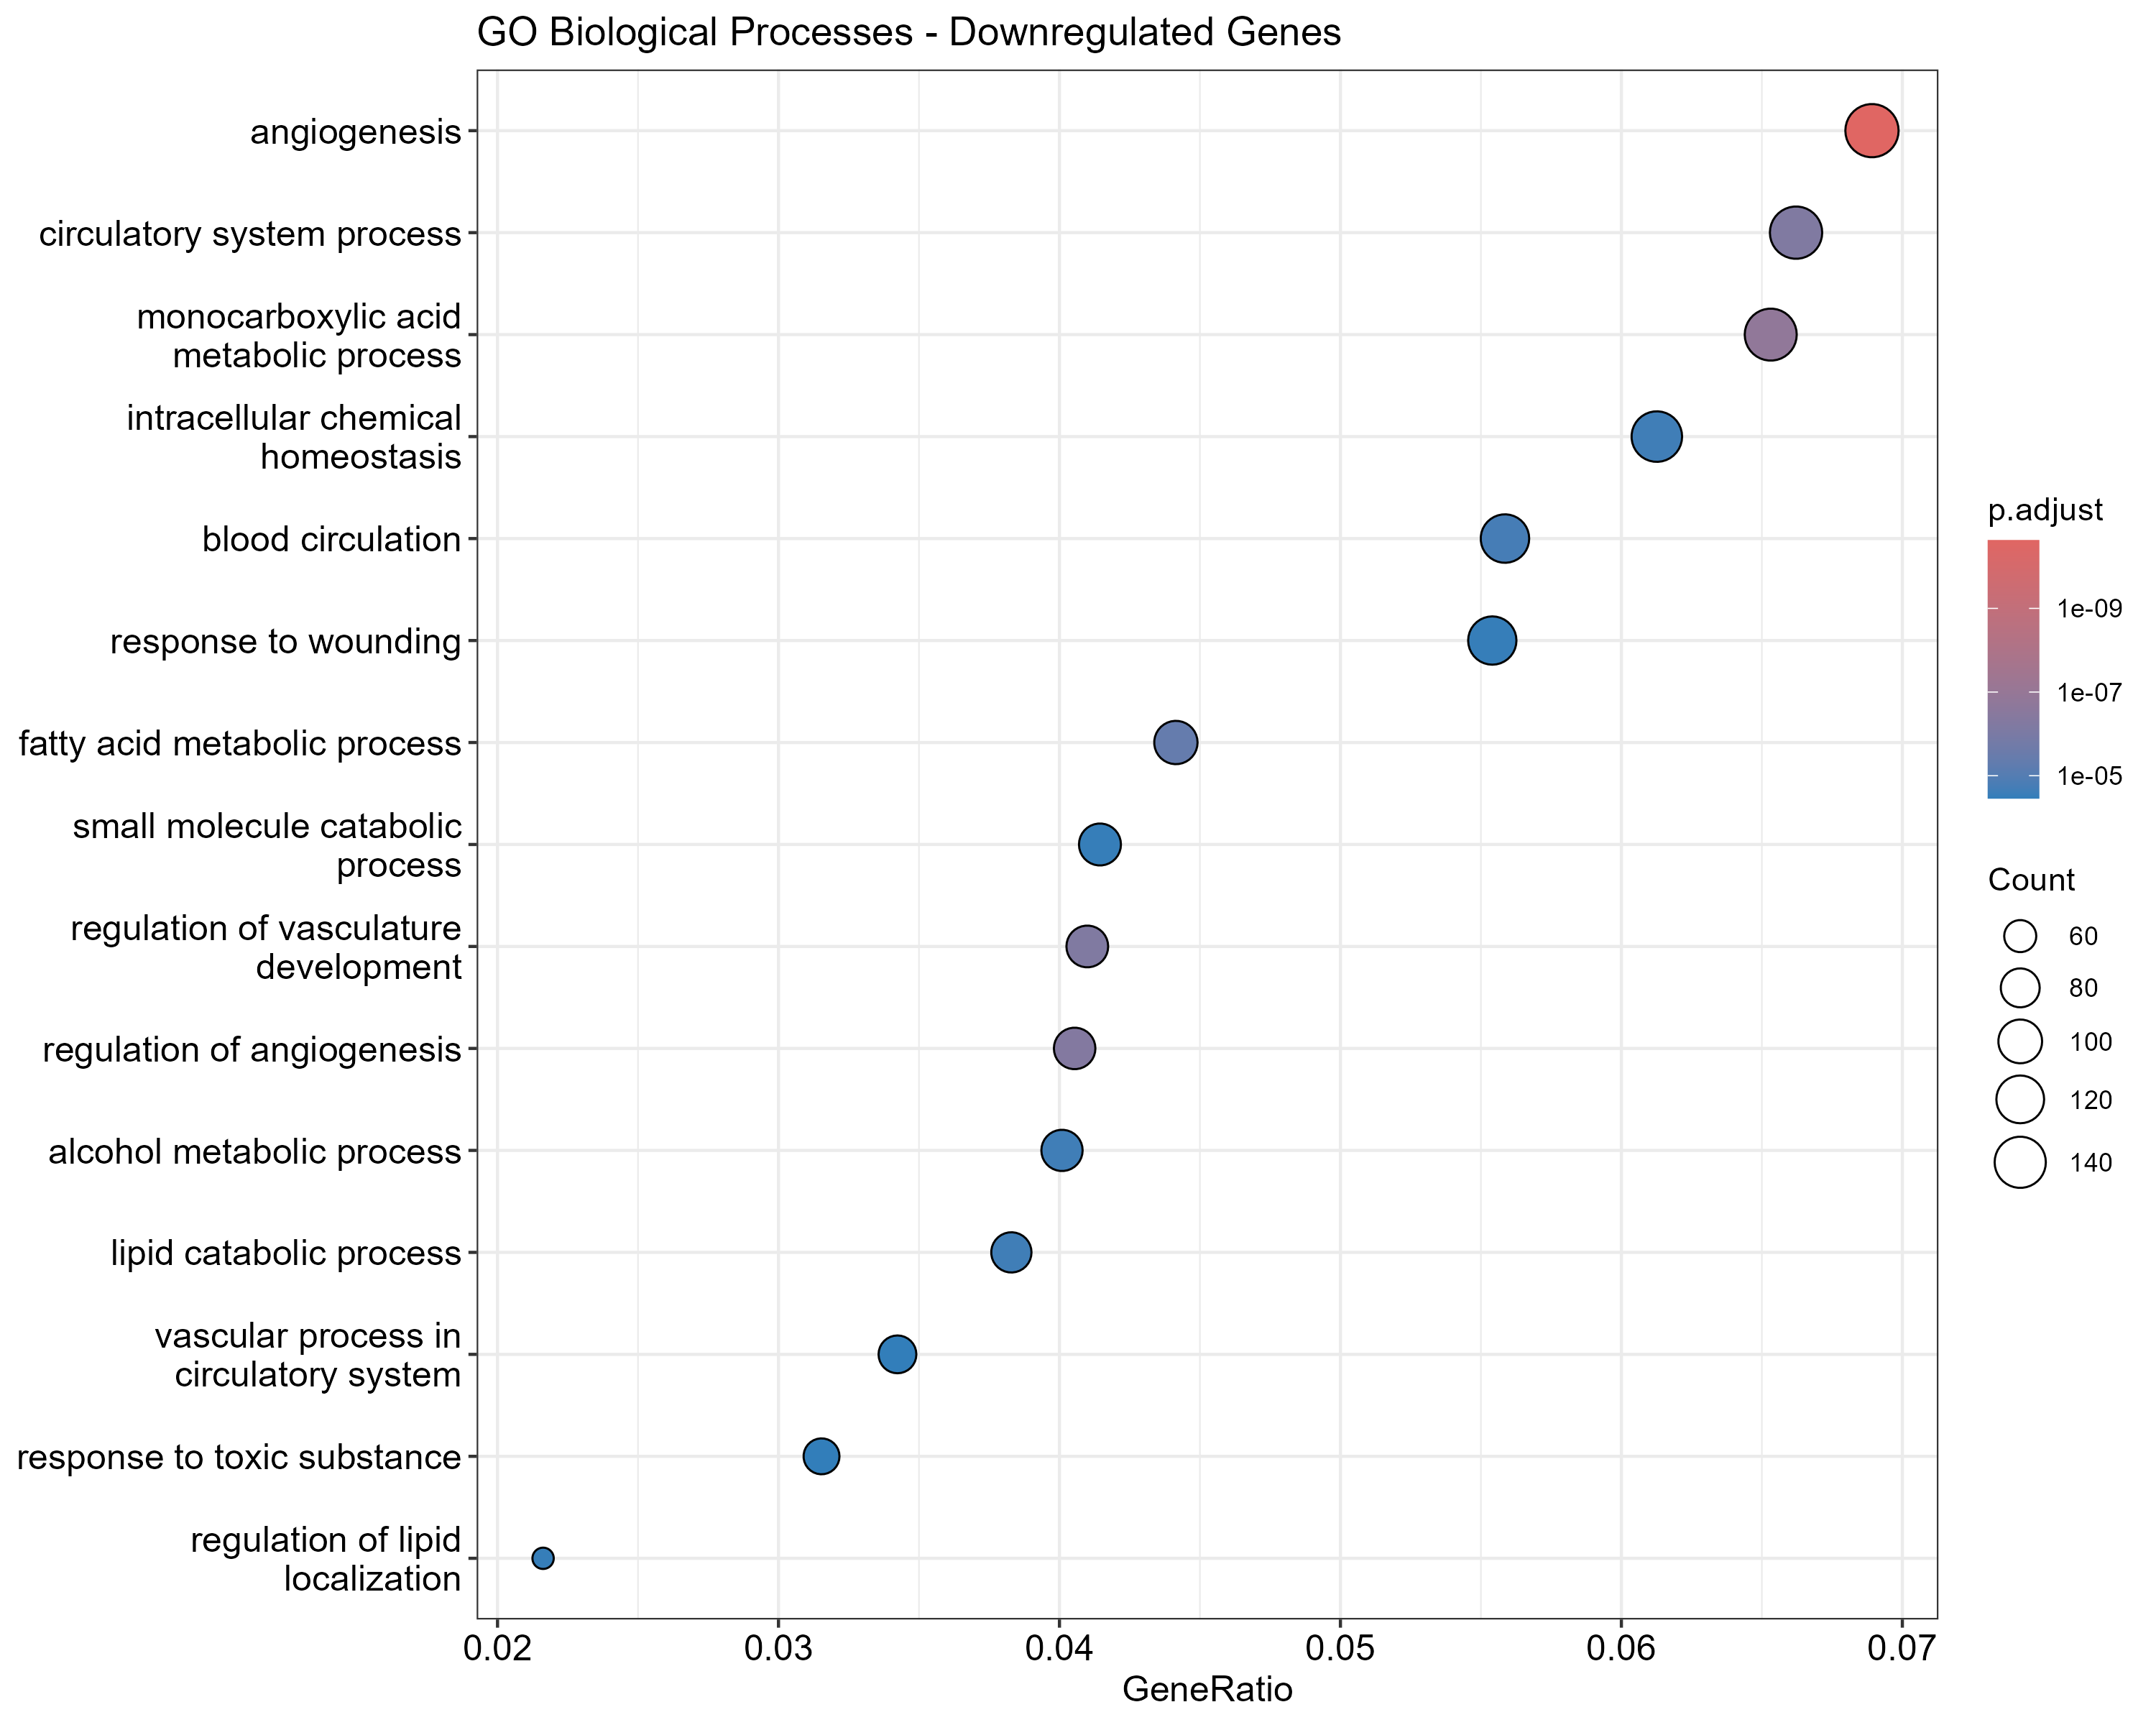 GO Biological Processes - Downregulated Genes
angiogenesis
circulatory system process
monocarboxylic acid
metabolic process
intracellular chemical
homeostasis
blood circulation
response to wounding
fatty acid metabolic process
small molecule catabolic
process
regulation of vasculature
development
regulation of angiogenesis
alcohol metabolic process
lipid catabolic process
vascular process in
circulatory system
response to toxic substance
regulation of lipid
localization
0.02 0.03 0.04 0.05 0.06 0.07
GeneRatio
p.adjust
1e-09
1e-07
1e-05
Count
60
80
100
120
140